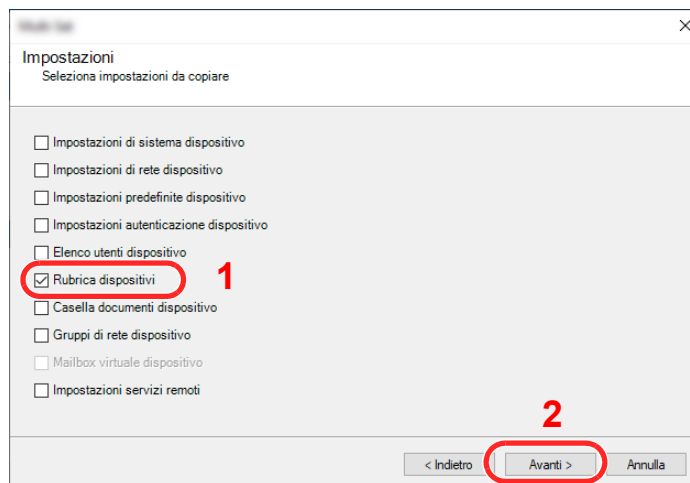 Impostazioni
Seleziona impostazioni da copiare
Impostazioni di sistema dispositivo
Impostazioni di rete dispositivo
Impostazioni predefinite dispositivo
Impostazioni autenticazione dispositivo
Elenco utenti dispositivo
Rubrica dispositivi 1
Casella documenti dispositivo
Gruppi di rete dispositivo
Mailbox virtuale dispositivo
Impostazioni servizi remoti
2
< Indietro Avanti > Annulla